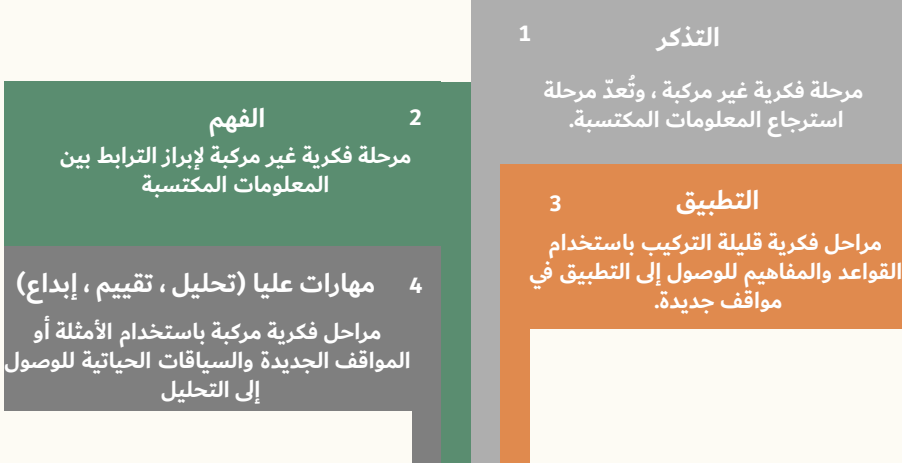 1 التذكر
مرحلة فكرية غير مركبة ، وتُعدّ مرحلة
استرجاع المعلومات المكتسبة.
2 الفهم
مرحلة فكرية غير مركبة لإبراز الترابط بين
المعلومات المكتسبة
3 التطبيق
مراحل فكرية قليلة التركيب باستخدام
القواعد والمفاهيم للوصول إلى التطبيق في
مواقف جديدة.
4 مهارات عليا (تحليل ، تقييم ، إبداع)
مراحل فكرية مركبة باستخدام الأمثلة أو
المواقف الجديدة والسياقات الحياتية للوصول
إلى التحليل